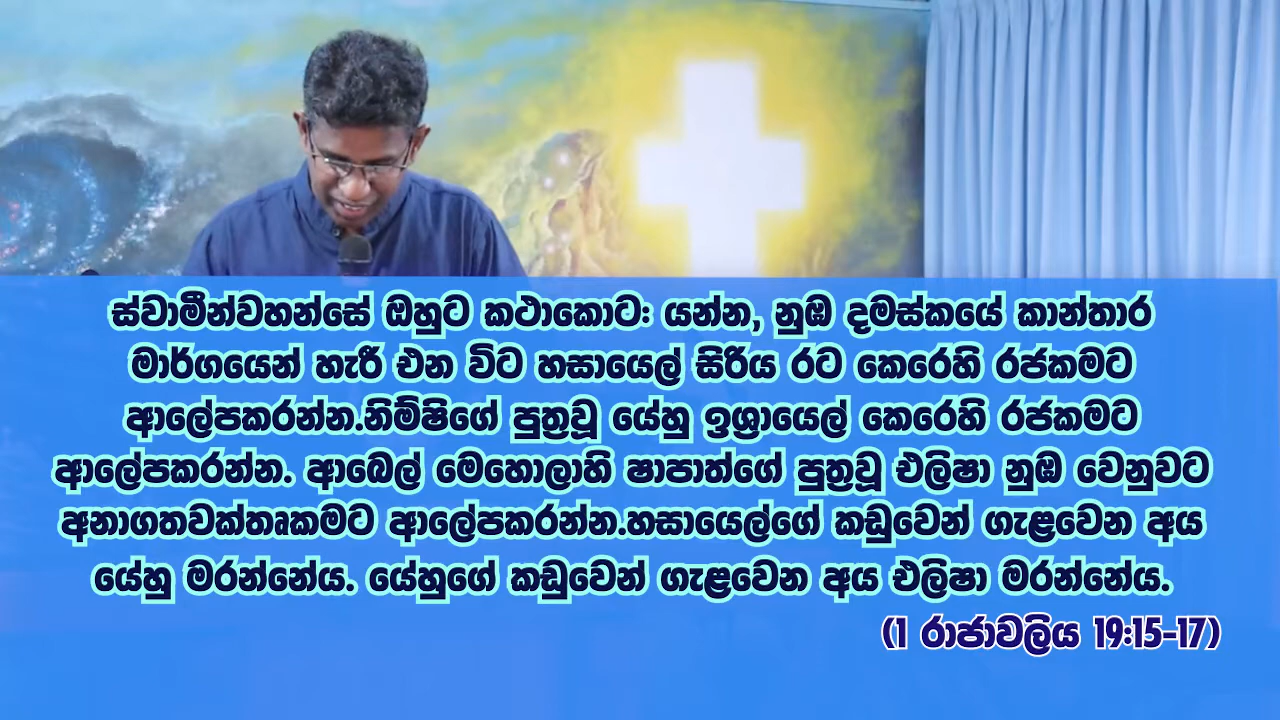 ස්වාමීන්වහන්සේ ඔහුට කථාකොට: යන්න, නුඹ දමස්කයේ කාන්තාර
මාර්ගයෙන් හැරී එන විට හසායෙල් සිරිය රට කෙරෙහි රජකමට
ආලේපකරන්න.නිම්ෂිගේ පුත්‍රවූ යේහු ඉශ්‍රායෙල් කෙරෙහි රජකමට
ආලේපකරන්න. ආබෙල් මෙහොලාහි ෂාපාත්ගේ පුත්‍රවූ එලිෂා නුඹ වෙනුවට
අනාගතවක්තෘකමට ආලේපකරන්න.හසායෙල්ගේ කඩුවෙන් ගැළවෙන අය
යේහු මරන්නේය. යේහුගේ කඩුවෙන් ගැළවෙන අය එලිෂා මරන්නේය.
(1 රාජාවලිය 19:15-17)